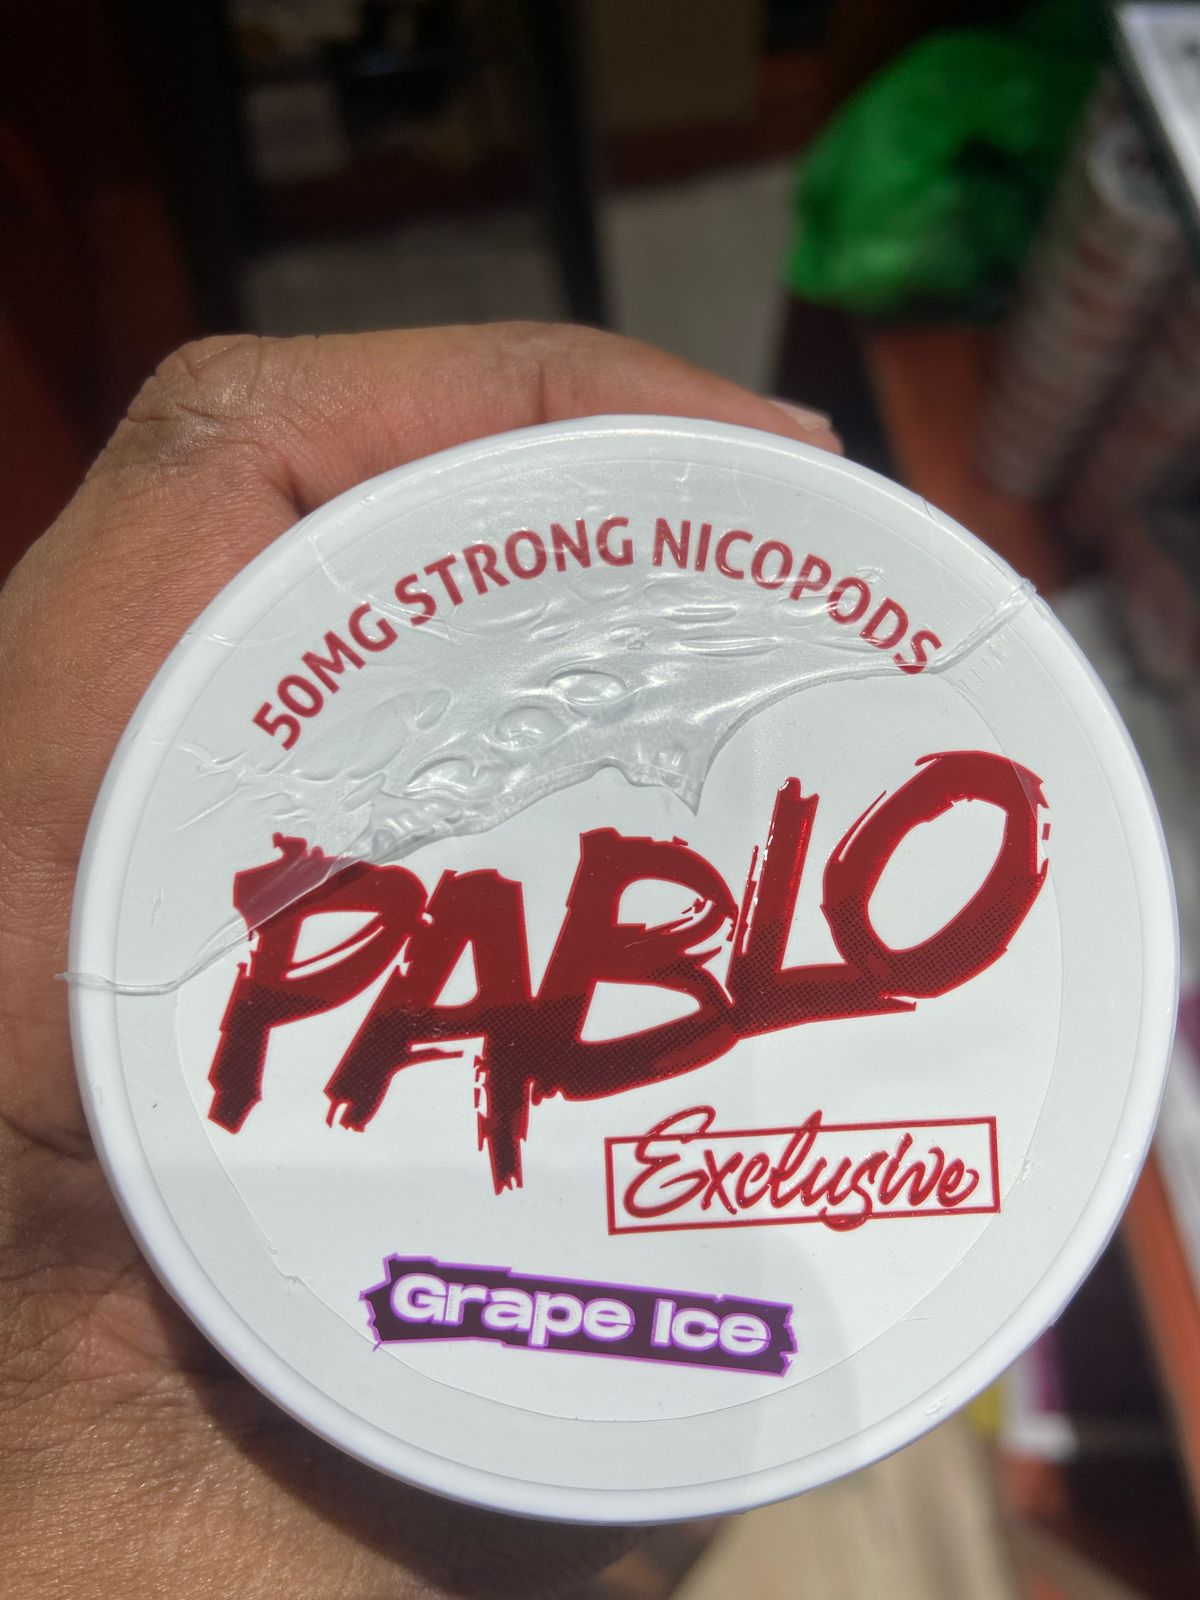 50MG STRONG NICOPODS
PABLO
Exclusive
Grape Ice